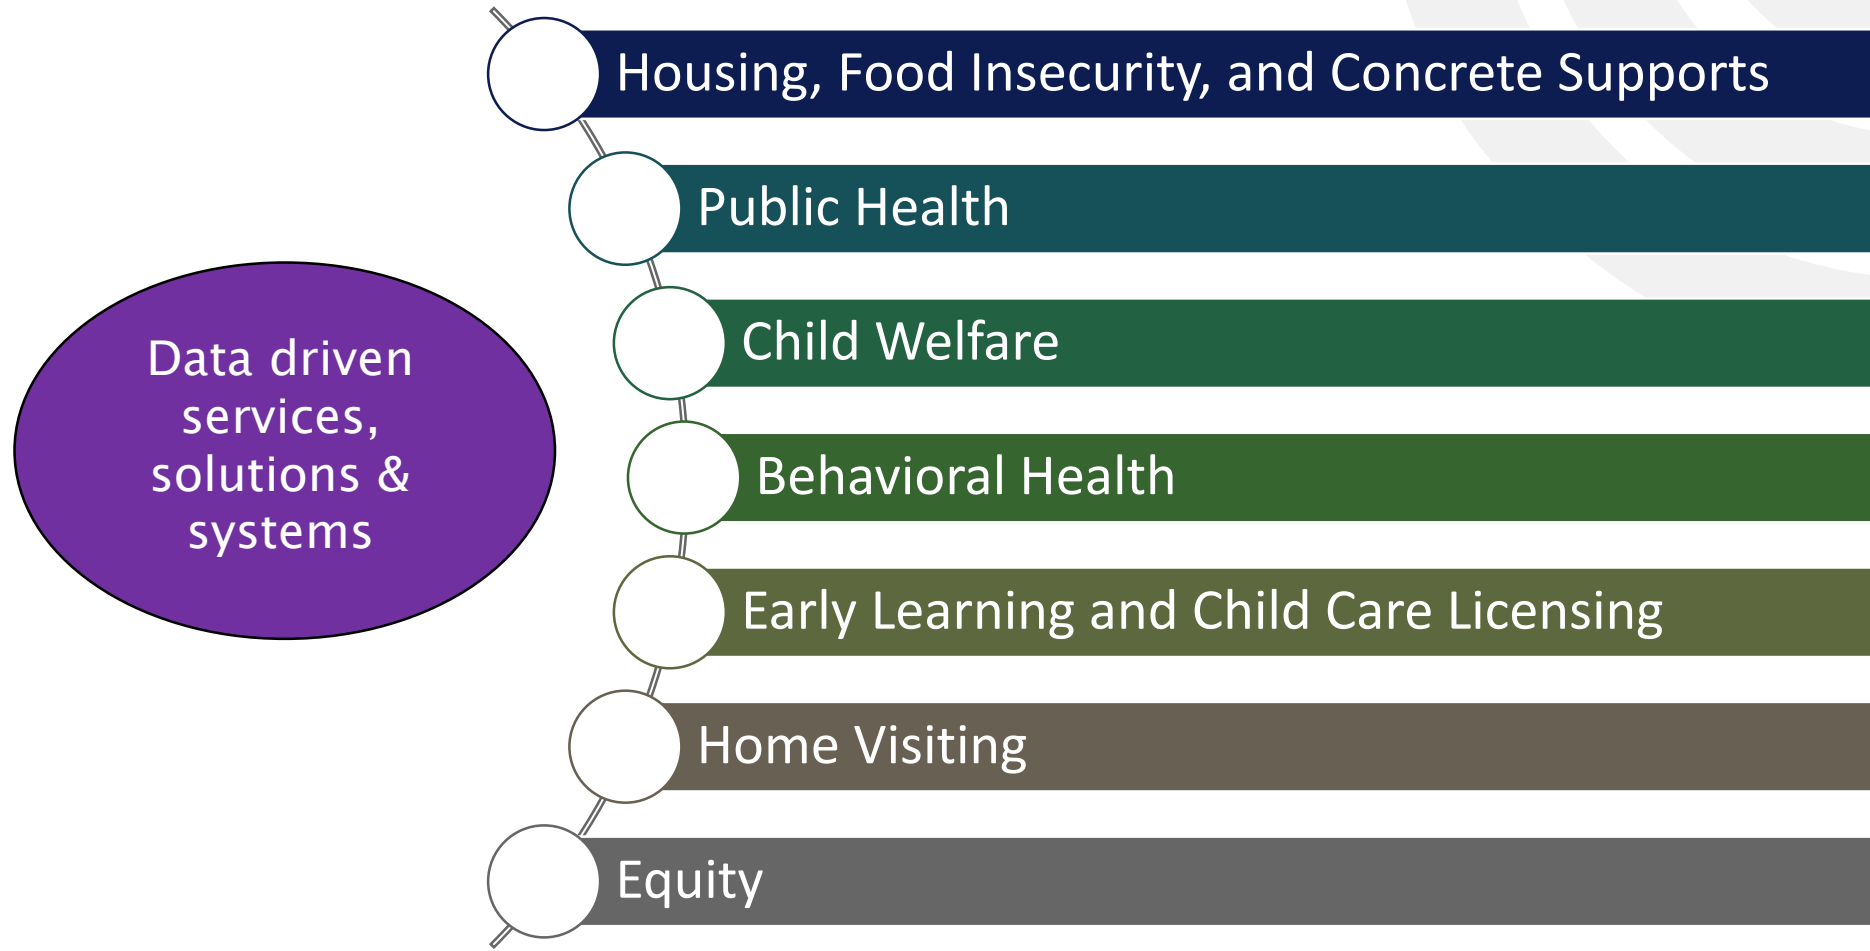 Housing, Food Insecurity, and Concrete Supports
Public Health
Child Welfare
Behavioral Health
Early Learning and Child Care Licensing
Home Visiting
Equity
Data driven
services,
solutions &
systems